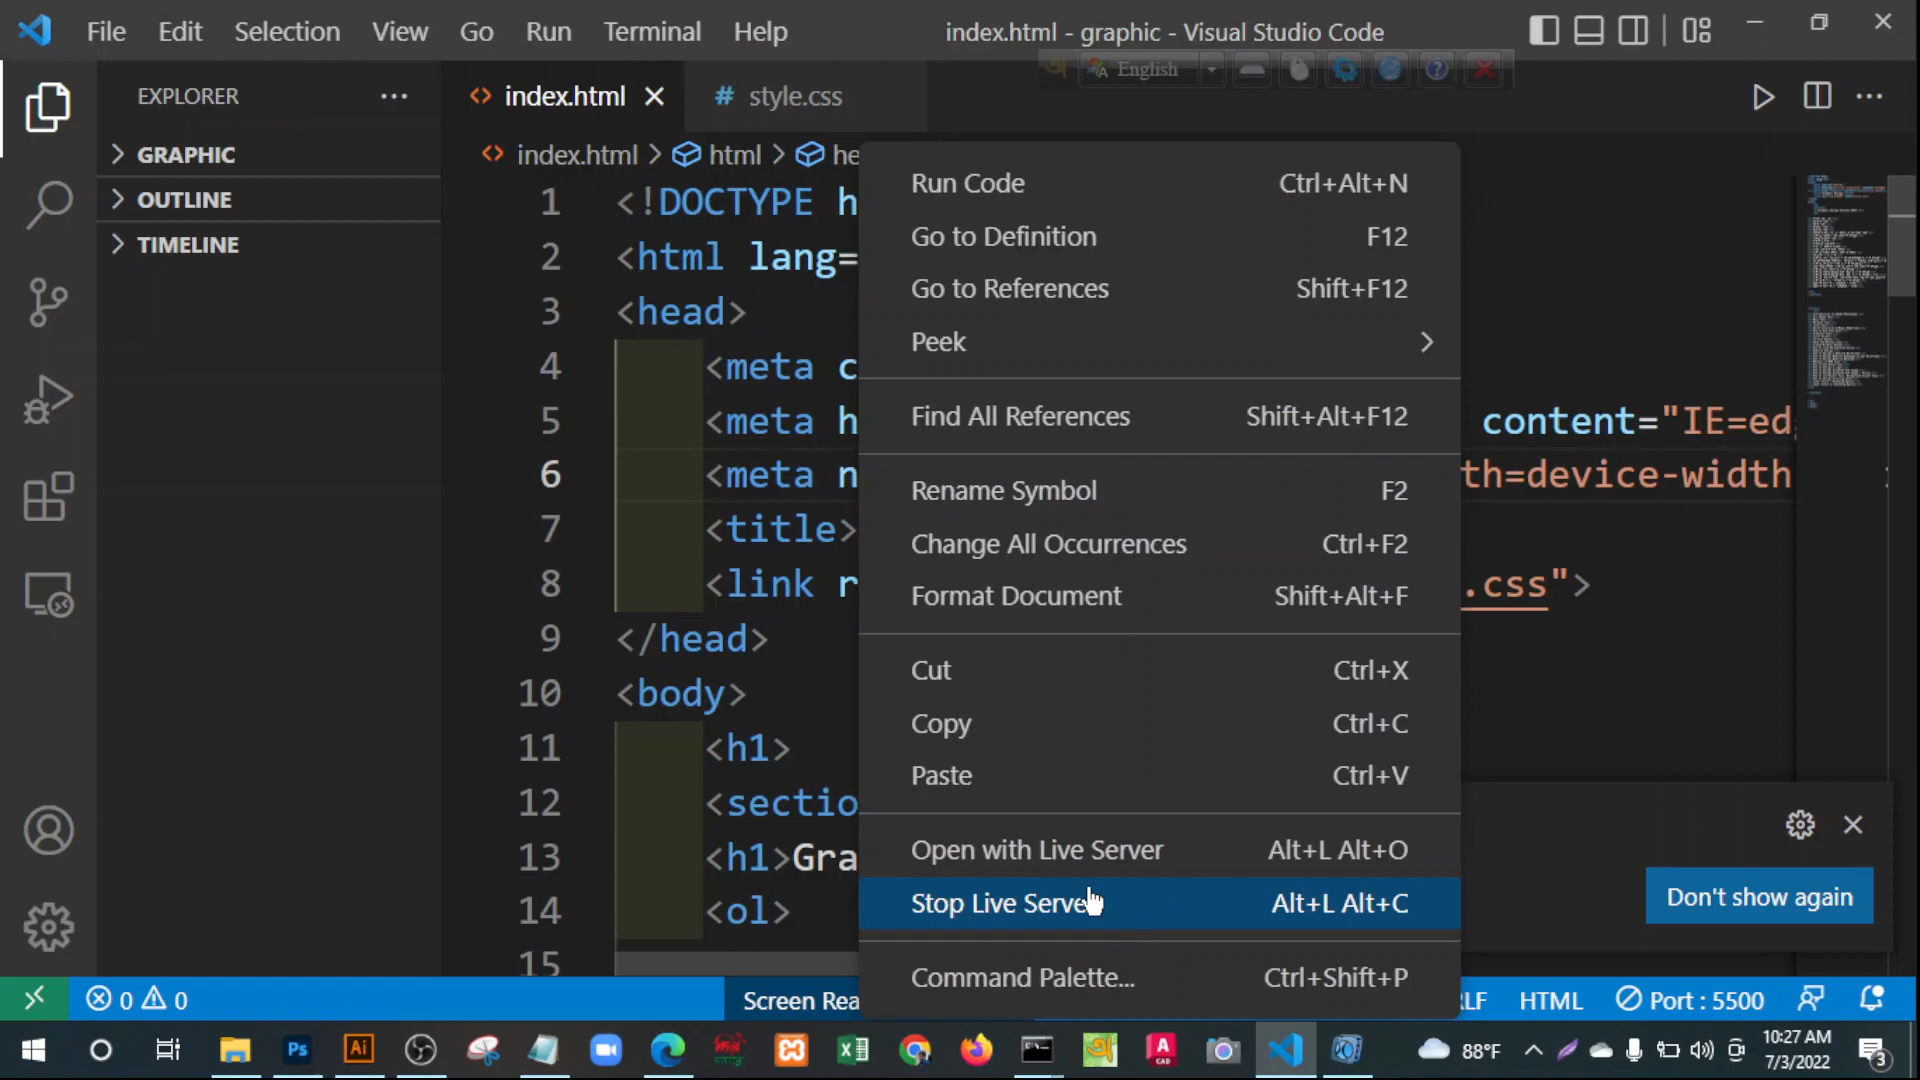 File Edit Selection View Go Run Terminal Help index.html - graphic - Visual Studio Code
English
EXPLORER
index.html
# style.css
GRAPHIC
OUTLINE
TIMELINE
index.html > html > he
1 <!DOCTYPE h
2 <html lang=
3 <head>
4 <meta c
5 <meta h content="IE=ed
6 <meta n th=device-width
7 <title>
8 <link r .css">
9 </head>
10 <body>
11 <h1>
12 <sectio
13 <h1>Gra
14 <ol>
15
Run Code Ctrl+Alt+N
Go to Definition F12
Go to References Shift+F12
Peek
Find All References Shift+Alt+F12
Rename Symbol F2
Change All Occurrences Ctrl+F2
Format Document Shift+Alt+F
Cut Ctrl+X
Copy Ctrl+C
Paste Ctrl+V
Open with Live Server Alt+L Alt+O
Stop Live Serve Alt+L Alt+C
Command Palette... Ctrl+Shift+P
Don't show again
0 0 Screen Rea LF HTML Port : 5500
Ps Ai 88°F
10:27 AM
7/3/2022
3